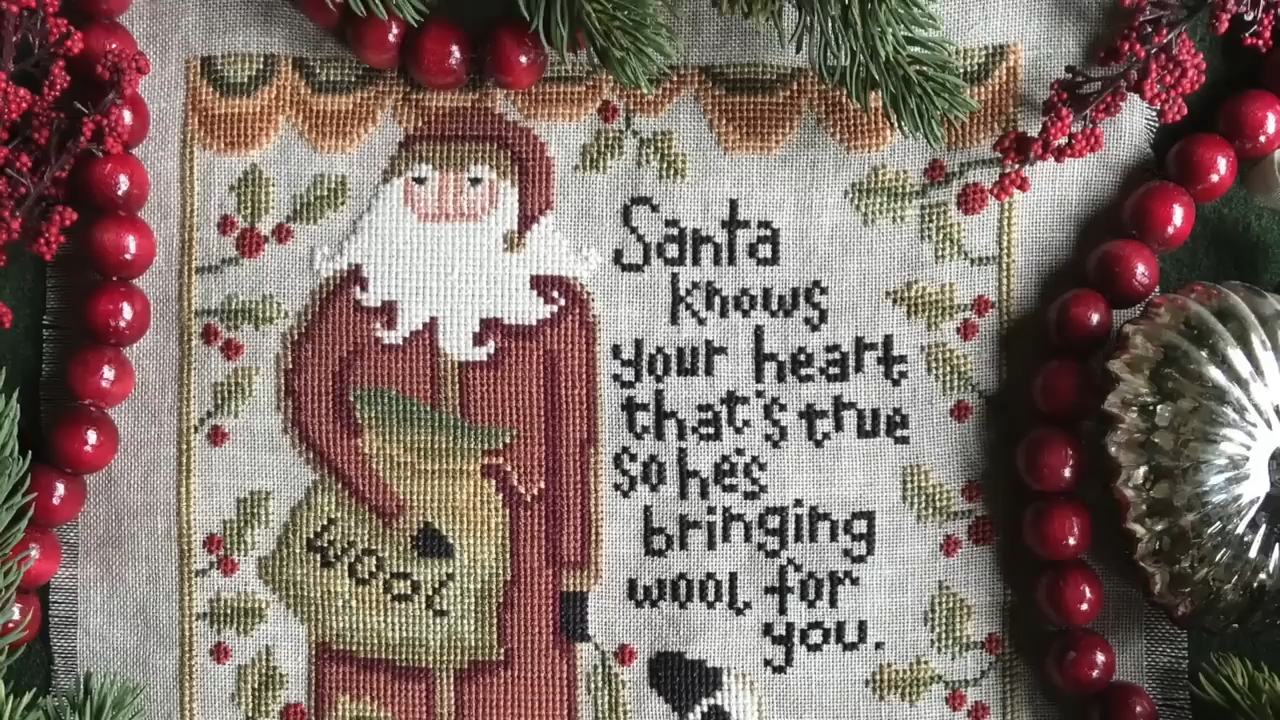 Santa
knows
your heart
that's true
so he's
bringing
wool for
you.
wool